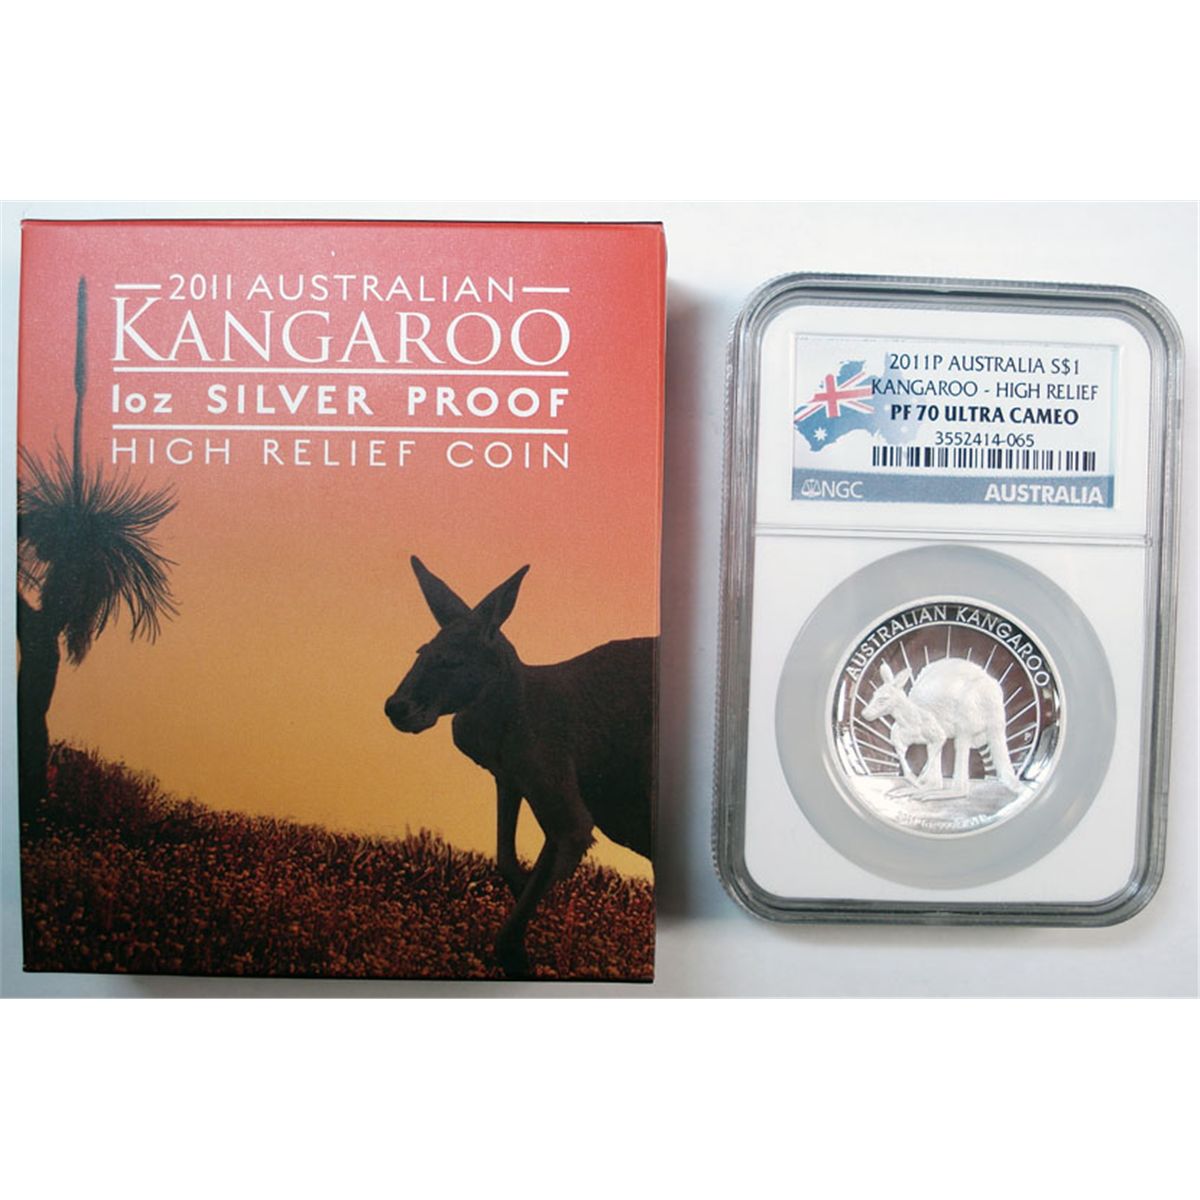 2011 AUSTRALIAN
KANGAROO
1oz SILVER PROOF
HIGH RELIEF COIN
2011P AUSTRALIA S$1
KANGAROO - HIGH RELIEF
PF 70 ULTRA CAMEO
3552414-065
NGC
AUSTRALIA
AUSTRALIAN KANGAROO
P